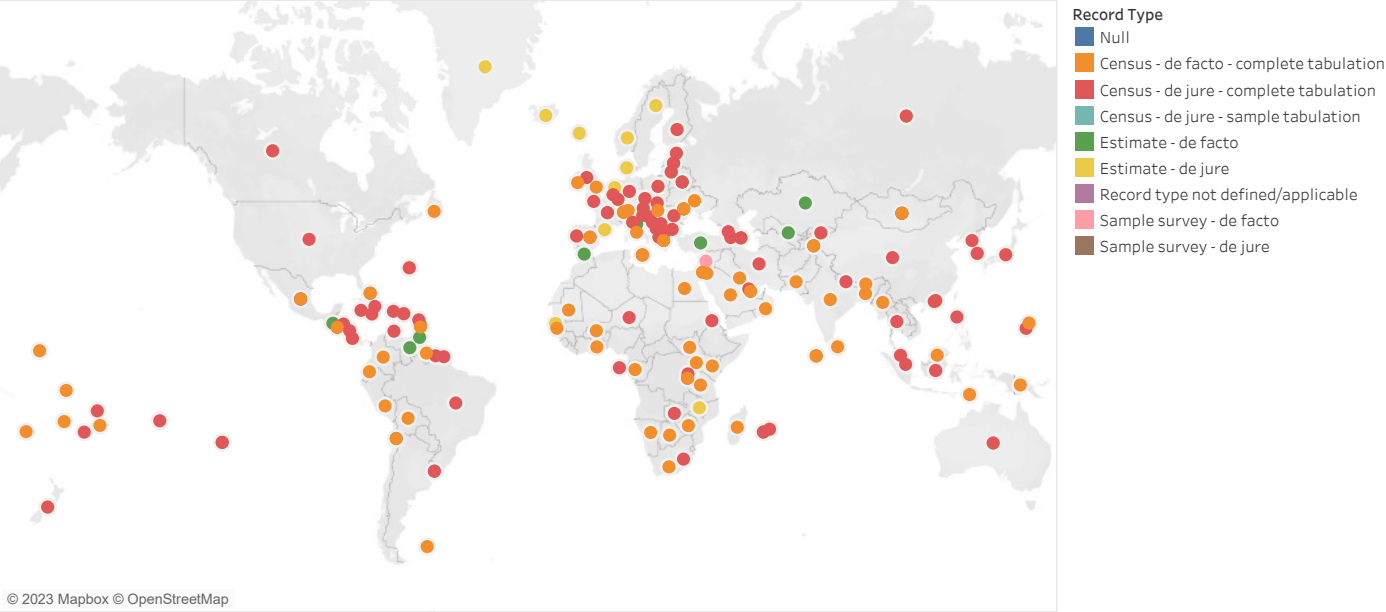 Record Type
Null
Census - de facto - complete tabulation
Census - de jure - complete tabulation
Census - de jure - sample tabulation
Estimate - de facto
Estimate - de jure
Record type not defined/applicable
Sample survey - de facto
Sample survey - de jure
© 2023 Mapbox © OpenStreetMap